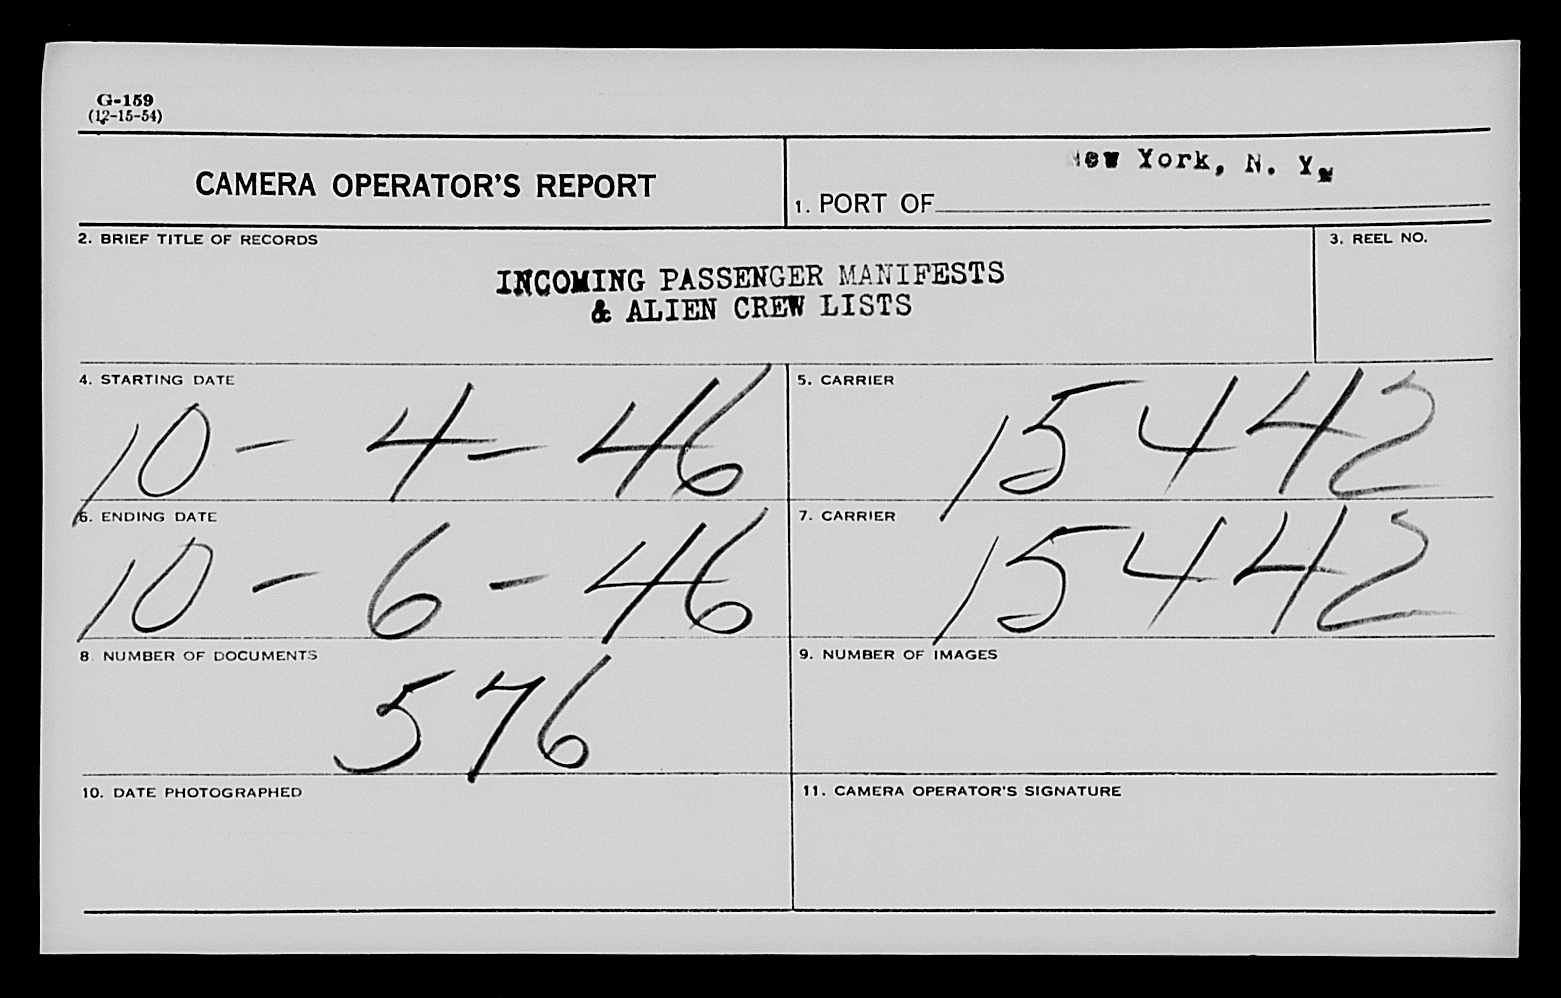 G-159
(12-15-54)
CAMERA OPERATOR'S REPORT
New York, N. Y.
1. PORT OF
2. BRIEF TITLE OF RECORDS
3. REEL NO.
INCOMING PASSENGER MANIFESTS
& ALIEN CREW LISTS
4. STARTING DATE
10-4-46
5. CARRIER
15442
6. ENDING DATE
10-6-46
7. CARRIER
15442
8. NUMBER OF DOCUMENTS
576
9. NUMBER OF IMAGES
10. DATE PHOTOGRAPHED
11. CAMERA OPERATOR'S SIGNATURE